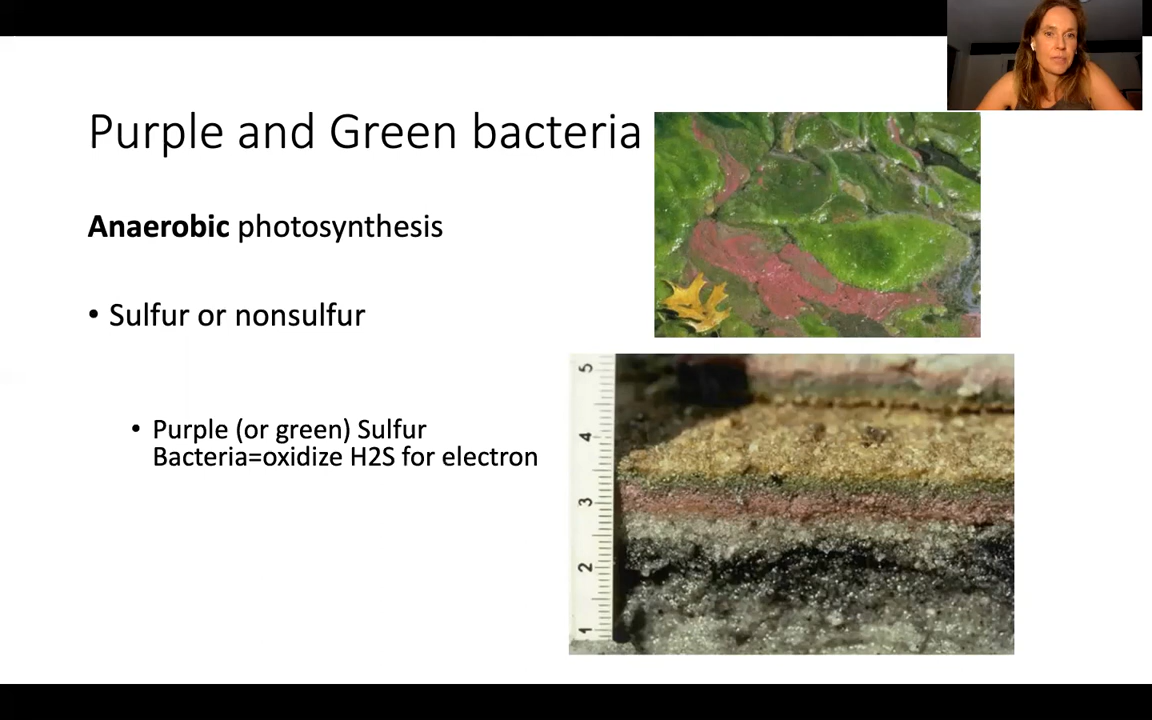 Purple and Green bacteria
Anaerobic photosynthesis
• Sulfur or nonsulfur
• Purple (or green) Sulfur
Bacteria=oxidize H2S for electron
5
4
3
2
1